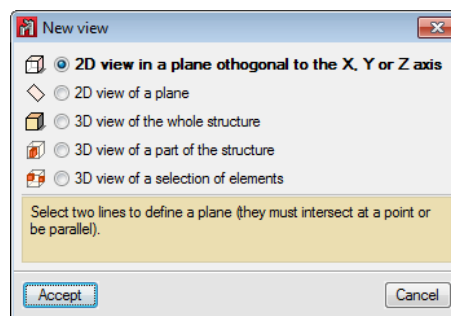 New view
2D view in a plane othogonal to the X, Y or Z axis
2D view of a plane
3D view of the whole structure
3D view of a part of the structure
3D view of a selection of elements
Select two lines to define a plane (they must intersect at a point or
be parallel).
Accept
Cancel